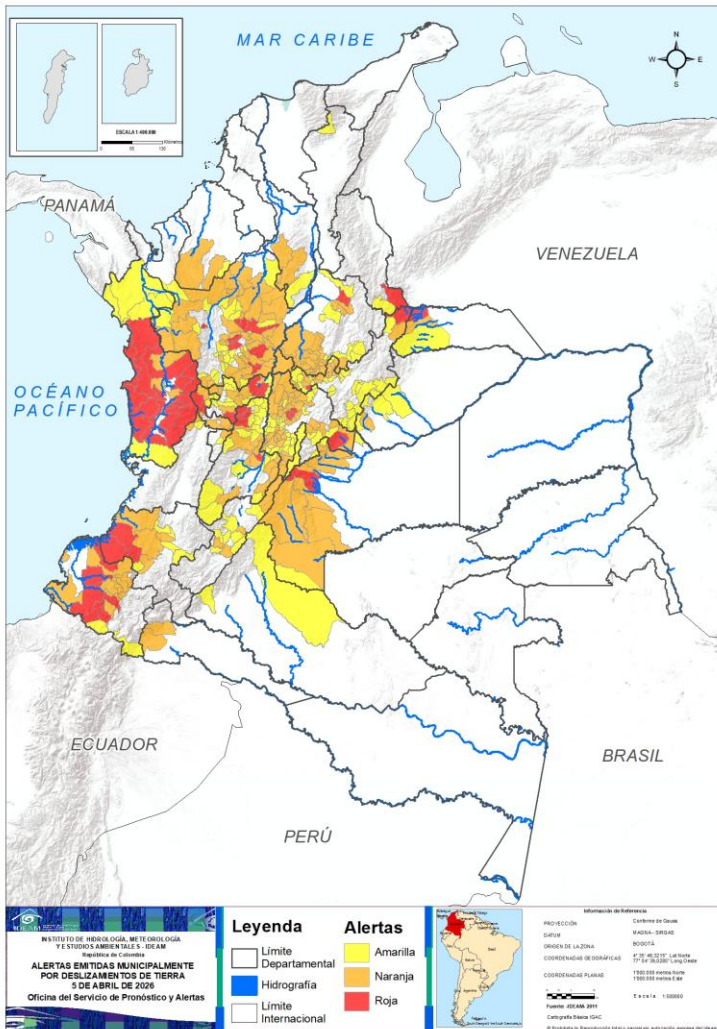 MAR CARIBE
N
W
E
S
ESCALA 1:400.000
PANAMÁ
VENEZUELA
OCÉANO
PACÍFICO
ECUADOR
BRASIL
PERÚ
IDEAM
INSTITUTO DE HIDROLOGÍA, METEOROLOGÍA
Y ESTUDIOS AMBIENTALES - IDEAM
República de Colombia
ALERTAS EMITIDAS MUNICIPALMENTE
POR DESLIZAMIENTOS DE TIERRA
5 DE ABRIL DE 2026
Oficina del Servicio de Pronóstico y Alertas
Leyenda
Límite
Departamental
Hidrografía
Límite
Internacional
Alertas
Amarilla
Naranja
Roja
Información de Referencia
PROYECCIÓN Conforme de Gauss
DATUM MAGNA - SIRGAS
ORIGEN DE LA ZONA BOGOTÁ
COORDENADAS GEOGRÁFICAS
COORDENADAS PLANAS
Escala
Fuente: IDEAM- 2011
Cartografía Básica IGAC